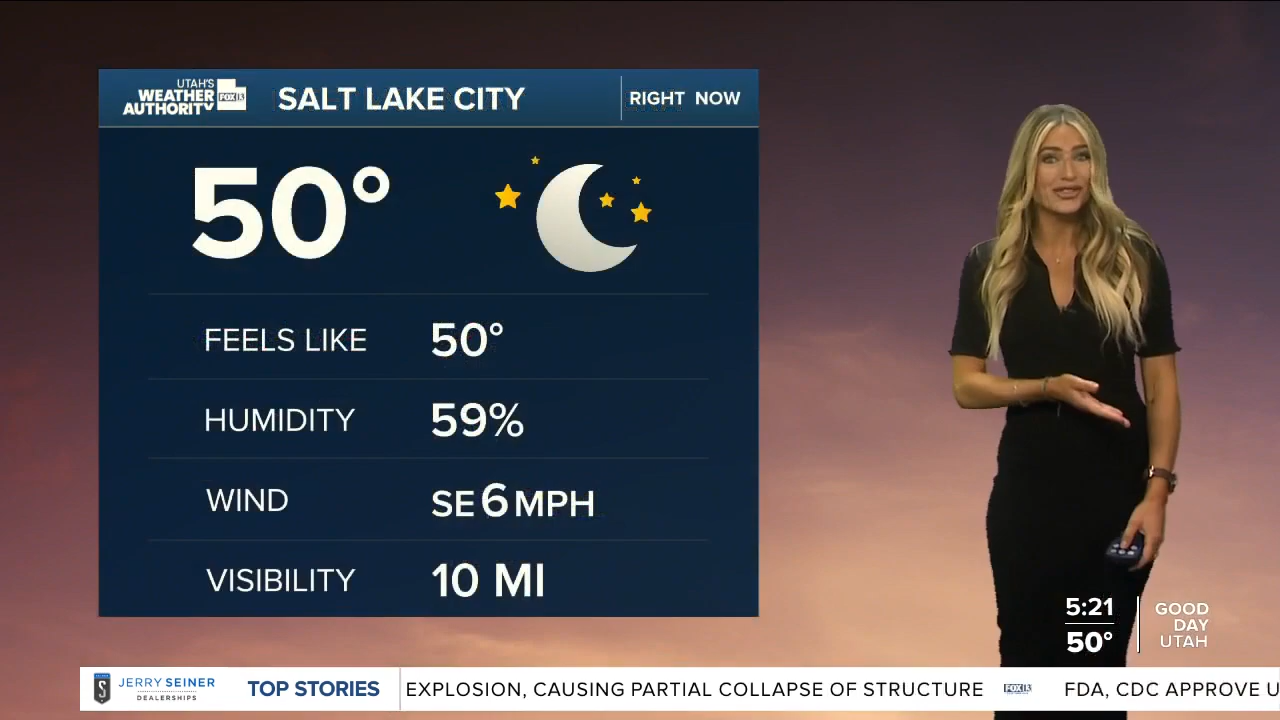 UTAH'S
WEATHER
AUTHORITY
FOX 13
SALT LAKE CITY
RIGHT NOW
50°
FEELS LIKE 50°
HUMIDITY 59%
WIND SE 6 MPH
VISIBILITY 10 MI
5:21
50°
GOOD
DAY
UTAH
S
JERRY SEINER
DEALERSHIPS
TOP STORIES
EXPLOSION, CAUSING PARTIAL COLLAPSE OF STRUCTURE
FOX 13
FDA, CDC APPROVE U